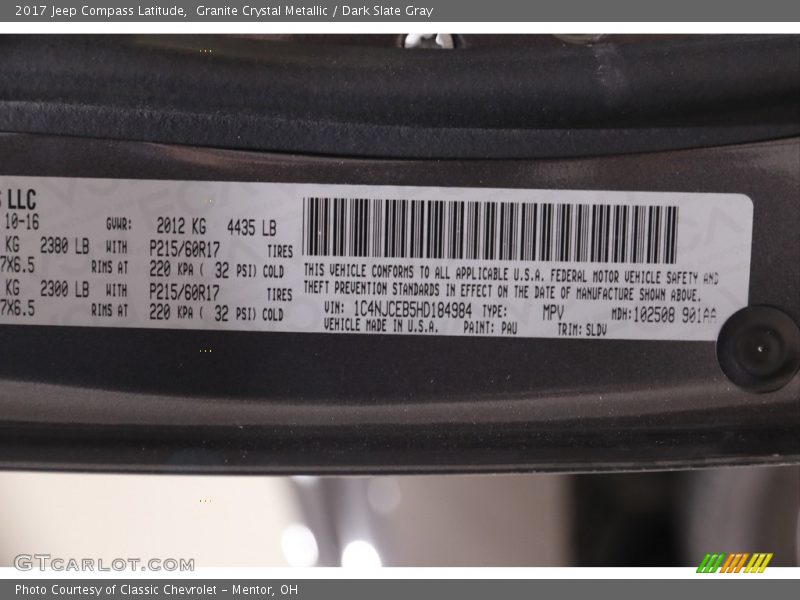 2017 Jeep Compass Latitude,  Granite Crystal Metallic / Dark Slate Gray
LLC
10-16 GVWR: 2012 KG 4435 LB
KG 2380 LB WITH P215/60R17 TIRES
7X6.5 RIMS AT 220 KPA ( 32 PSI) COLD
KG 2300 LB WITH P215/60R17 TIRES
7X6.5 RIMS AT 220 KPA ( 32 PSI) COLD
THIS VEHICLE CONFORMS TO ALL APPLICABLE U.S.A. FEDERAL MOTOR VEHICLE SAFETY AND
THEFT PREVENTION STANDARDS IN EFFECT ON THE DATE OF MANUFACTURE SHOWN ABOVE.
VIN: 1C4NJCEB5HD184984 TYPE: MPV MDH:102508 901AA
VEHICLE MADE IN U.S.A. PAINT: PAU TRIM: SLDV
GTCARLOT.COM
Photo Courtesy of Classic Chevrolet - Mentor, OH